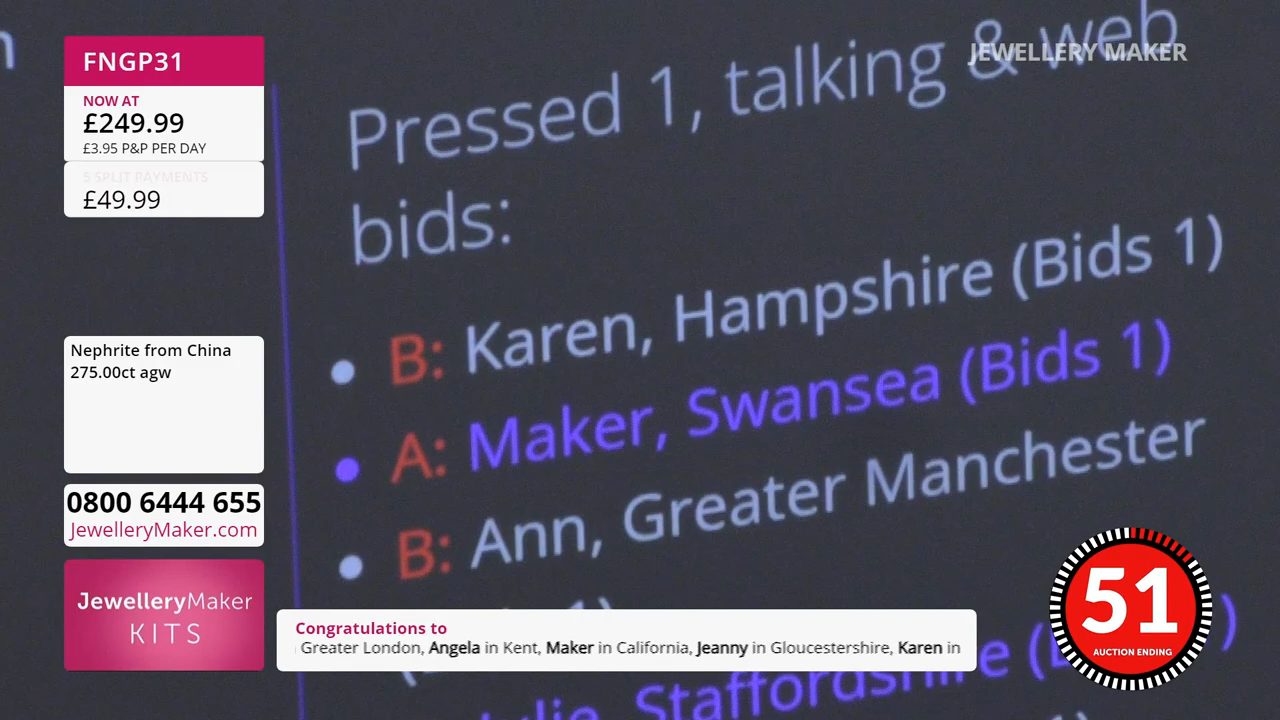 FNGP31
NOW AT
£249.99
£3.95 P&P PER DAY
5 SPLIT PAYMENTS
£49.99
Nephrite from China
275.00ct agw
0800 6444 655
JewelleryMaker.com
JewelleryMaker
KITS
JEWELLERY MAKER
Pressed 1, talking & web
bids:
B: Karen, Hampshire (Bids 1)
A: Maker, Swansea (Bids 1)
B: Ann, Greater Manchester
Staffordshire
Congratulations to
Greater London, Angela in Kent, Maker in California, Jeanny in Gloucestershire, Karen in
51
AUCTION ENDING